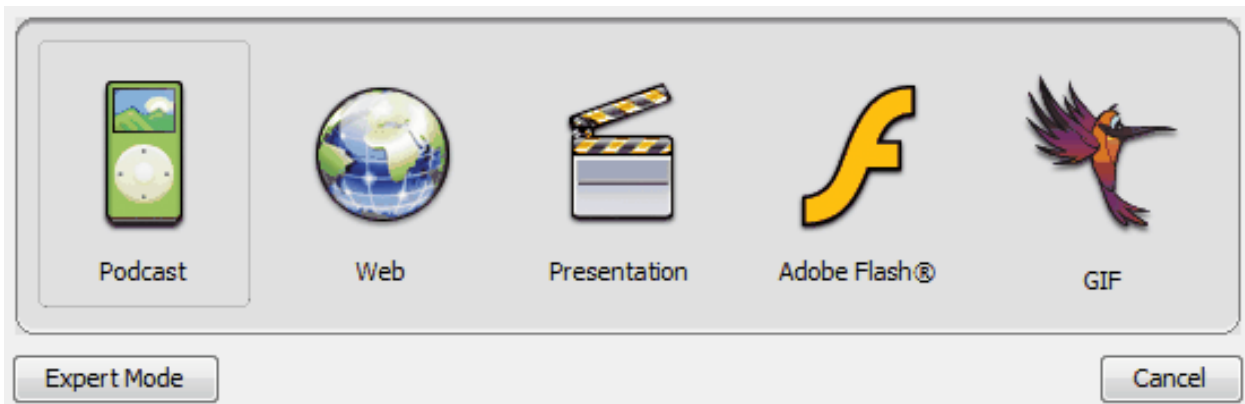 Podcast
Web
Presentation
Adobe Flash®
GIF
Expert Mode
Cancel